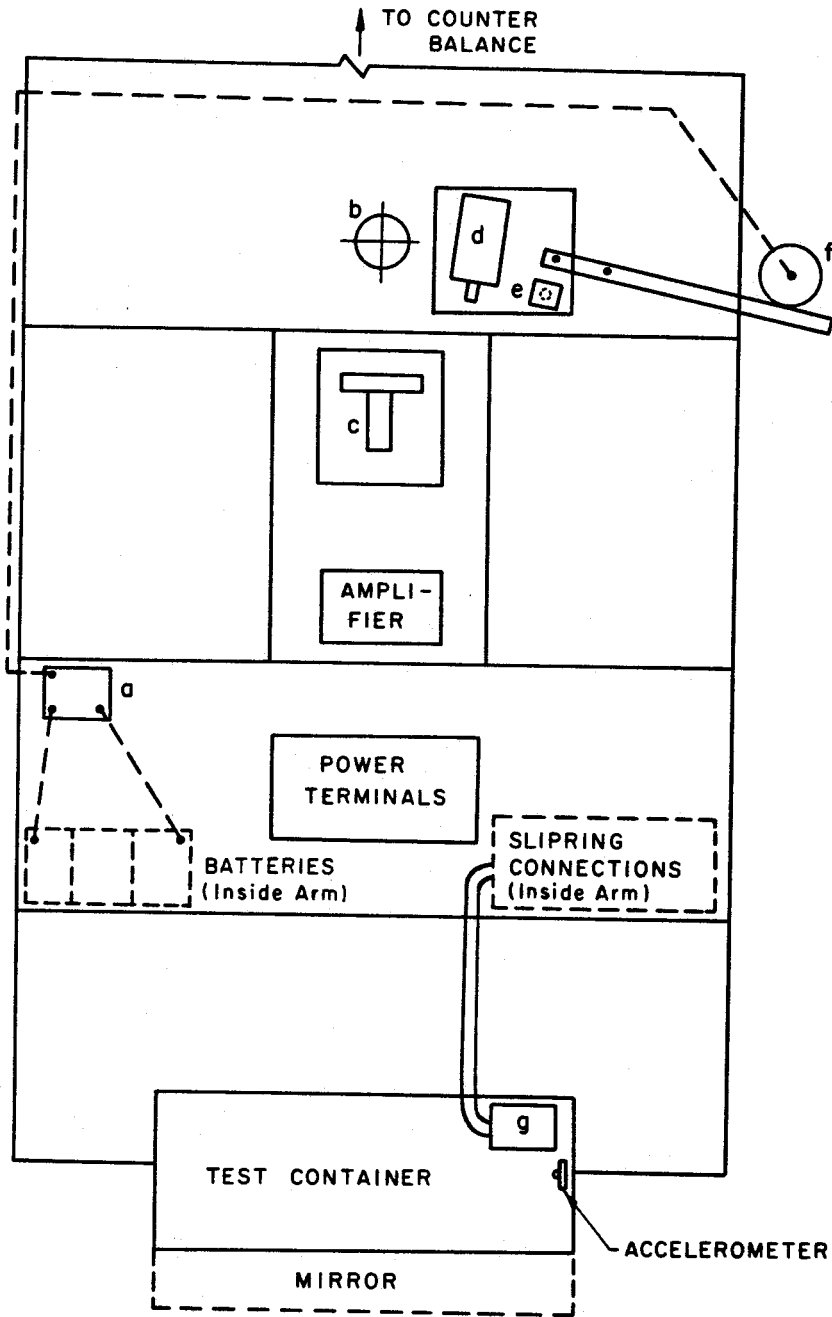 TO COUNTER
BALANCE
b
d
e
f
c
AMPLI-
FIER
a
POWER
TERMINALS
BATTERIES
(Inside Arm)
SLIPRING
CONNECTIONS
(Inside Arm)
g
TEST CONTAINER
ACCELEROMETER
MIRROR